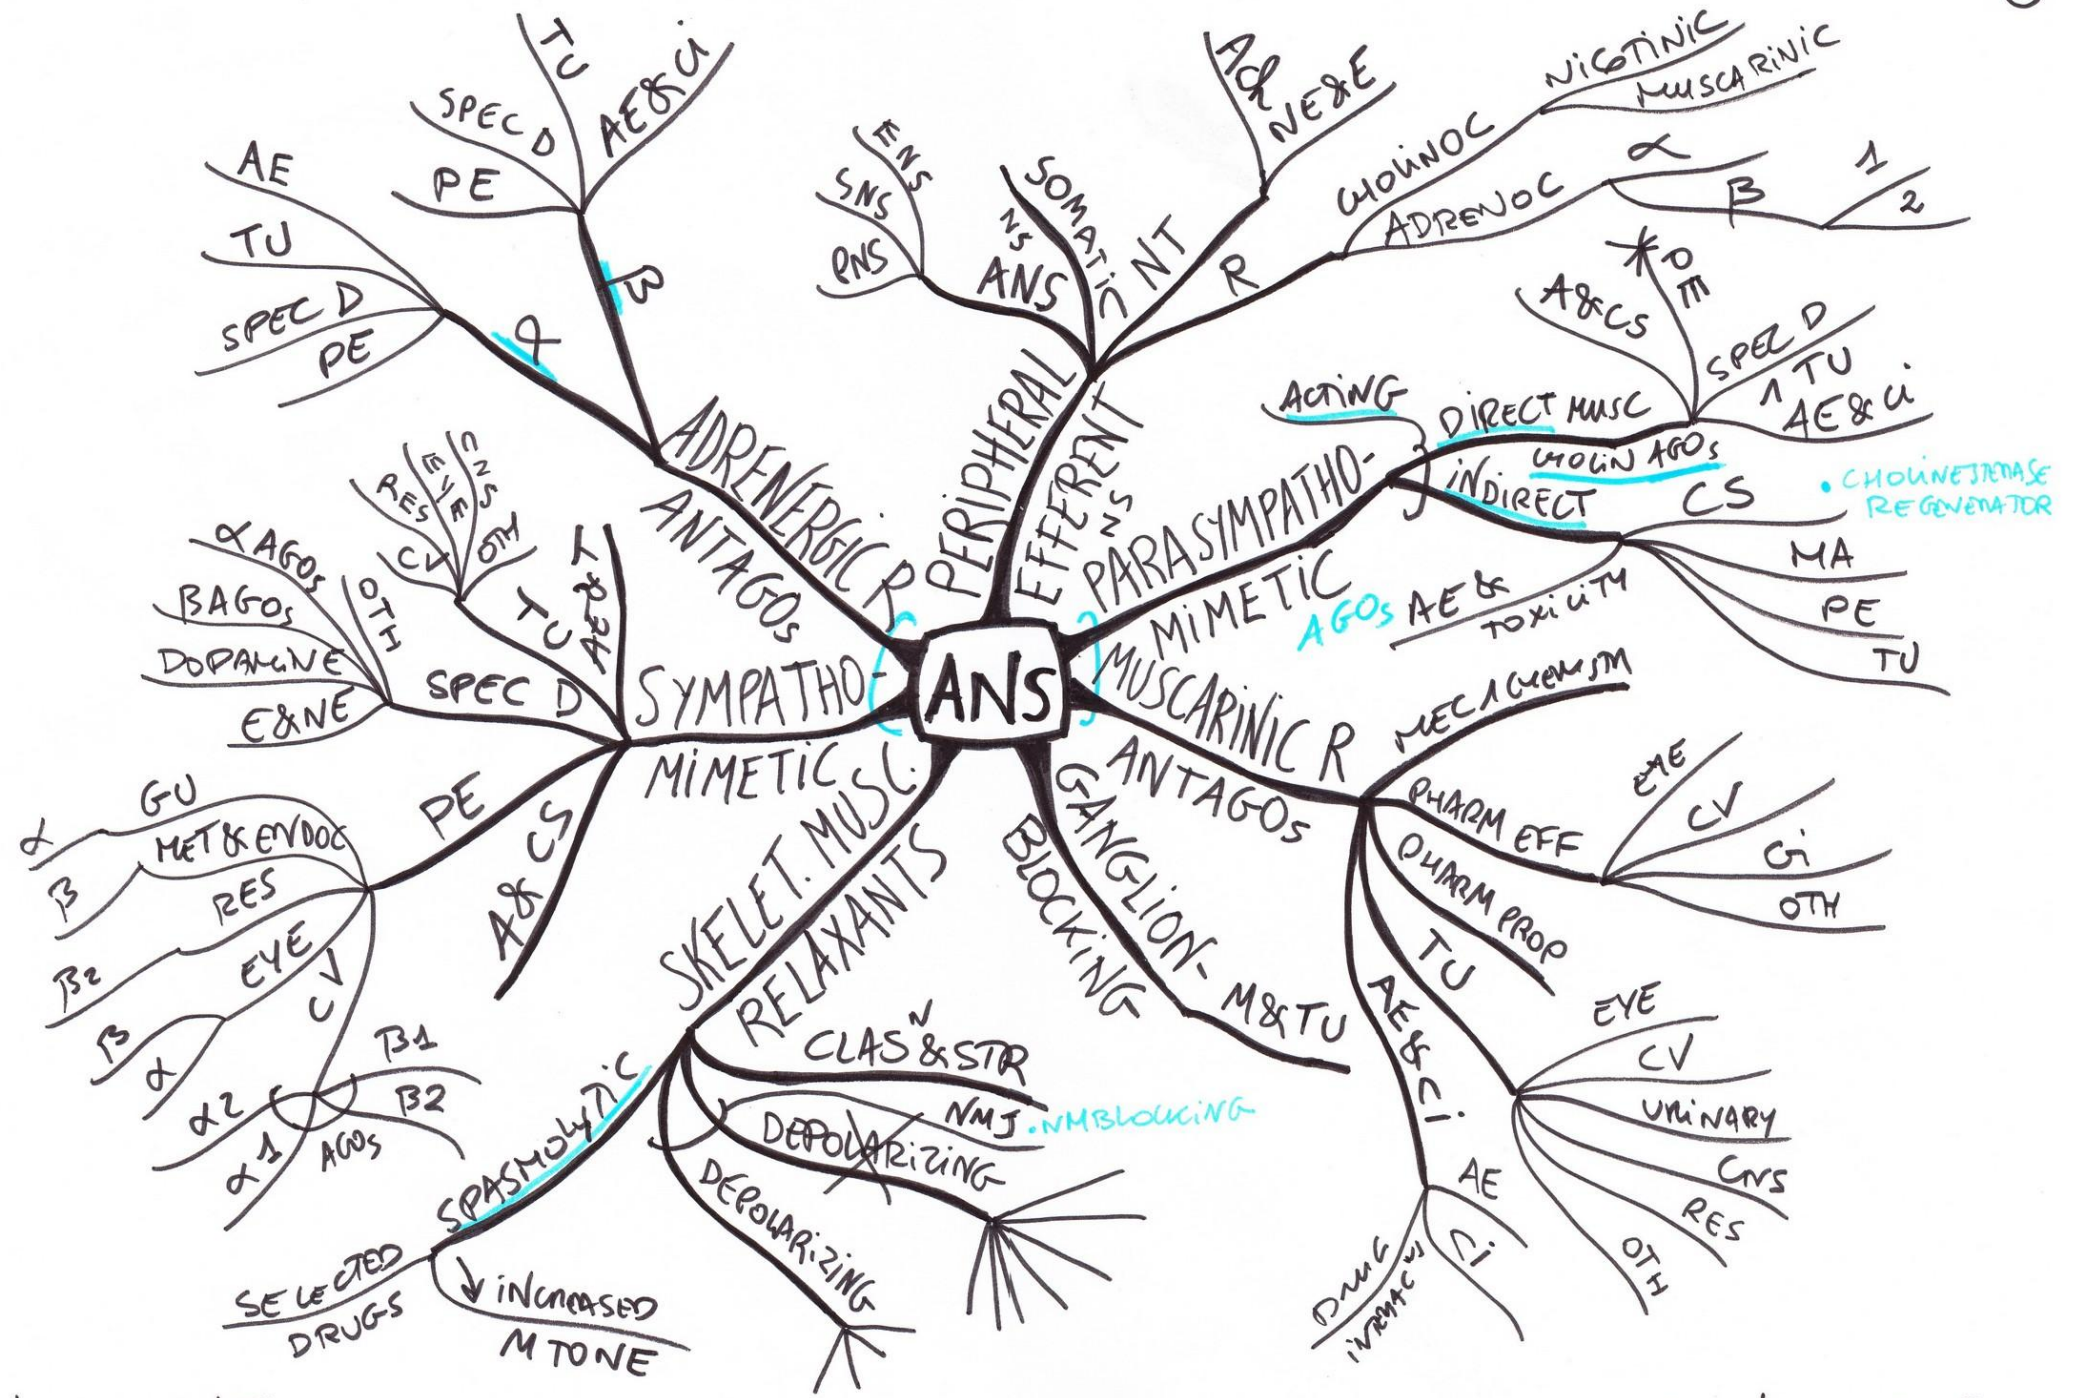 ANS
PERIPHERAL
EFFERENT
NS
ANS
ENS
SNS
PNS
SOMATIC
NS
NT
ACh
NE&E
R
CHOLINOC
NICOTINIC
MUSCARINIC
ADRENOC
α
β
1
2
PARASYMPATHO-
MIMETIC
AGOs
ACTING
DIRECT MUSC
CHOLIN AGOs
A&CS
PE
SPEC D
TU
AE & CI
INDIRECT
• CHOLINESTERASE
REGENERATOR
CS
MA
PE
TU
AE &
TOXICITY
MUSCARINIC R
ANTAGOs
PHARM EFF
EYE
CV
Gi
OTH
PHARM PROP
TU
EYE
CV
URINARY
CNS
RES
OTH
AE & Ci
AE
Ci
DRUG
GANGLION-
BLOCKING
M&TU
SKELET. MUSC.
RELAXANTS
CLAS N & STR
NMJ
• NMBLOCKING
DEPOLARIZING
DEPOLARIZING
SPASMOLYTIC
SELECTED
DRUGS
↓ INCREASED
M TONE
SYMPATHO-
MIMETIC
TU
RES
EYE
CNS
CV
OTH
SPEC D
α AGOs
BAGOs
DOPAMINE
E&NE
OTH
PE
GU
α
MET & ENDOC
β
RES
β2
EYE
β
α
CV
α2
α1
β1
β2
AGOs
A&
CS
ADRENERGIC R
ANTAGOs
α
AE
TU
SPEC D
PE
β
PE
SPEC D
TU
AE&Ci